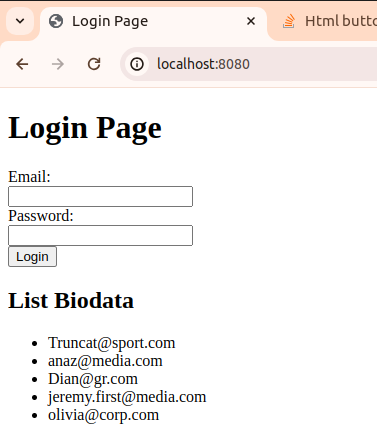 Login Page
Html butto
localhost:8080
Login Page
Email:
Password:
Login
List Biodata
Truncat@sport.com
anaz@media.com
Dian@gr.com
jeremy.first@media.com
olivia@corp.com